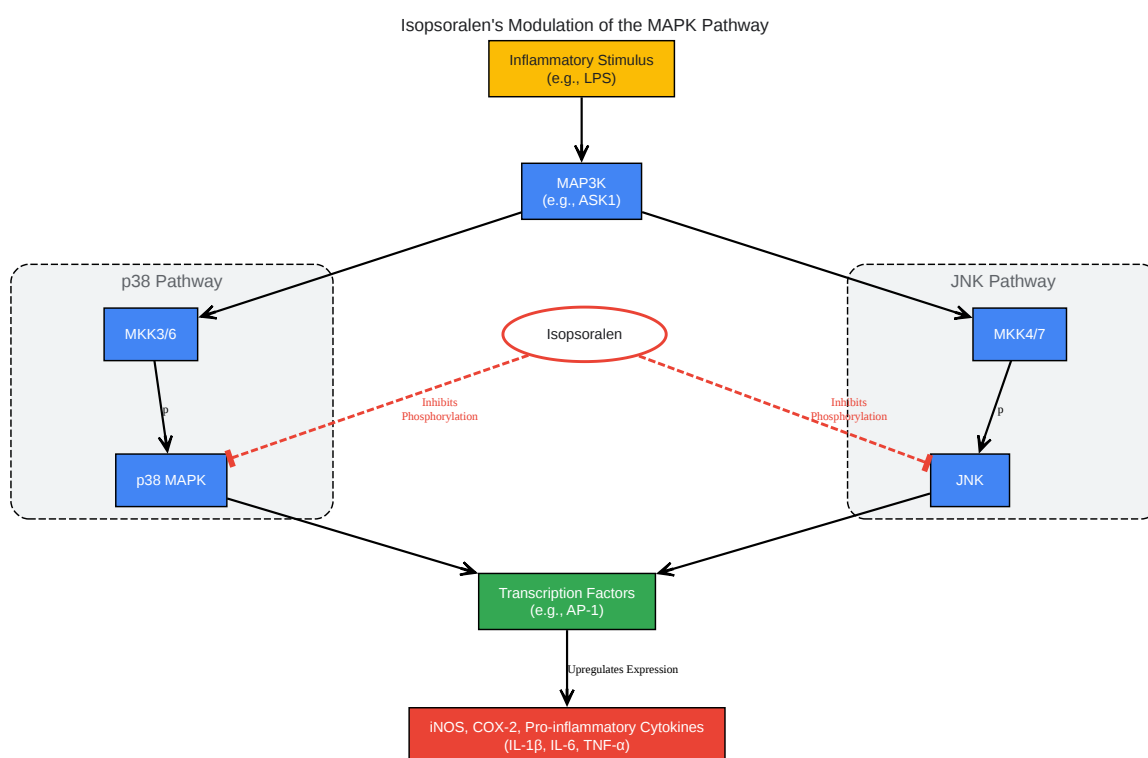 Isopsoralen's Modulation of the MAPK Pathway
Inflammatory Stimulus
(e.g., LPS)
MAP3K
(e.g., ASK1)
p38 Pathway
JNK Pathway
MKK3/6
Isopsoralen
MKK4/7
Inhibits
Phosphorylation
Inhibits
Phosphorylation
p
p
p38 MAPK
JNK
Transcription Factors
(e.g., AP-1)
Upregulates Expression
iNOS, COX-2, Pro-inflammatory Cytokines
(IL-1β, IL-6, TNF-α)